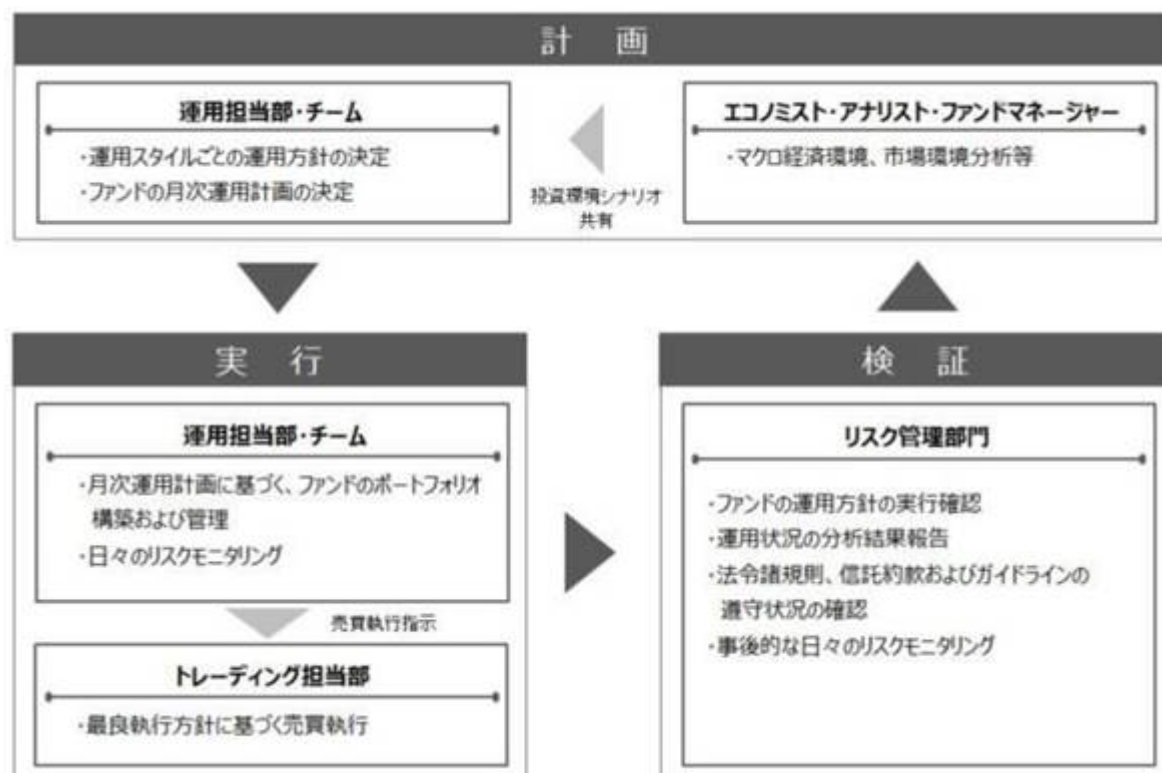 計 画
運用担当部・チーム
・運用スタイルごとの運用方針の決定
・ファンドの月次運用計画の決定
投資環境シナリオ
共有
エコノミスト・アナリスト・ファンドマネージャー
・マクロ経済環境、市場環境分析等
実 行
運用担当部・チーム
・月次運用計画に基づく、ファンドのポートフォリオ
構築および管理
・日々のリスクモニタリング
売買執行指示
トレーディング担当部
・最良執行方針に基づく売買執行
検 証
リスク管理部門
・ファンドの運用方針の実行確認
・運用状況の分析結果報告
・法令諸規則、信託約款およびガイドラインの
遵守状況の確認
・事後的な日々のリスクモニタリング